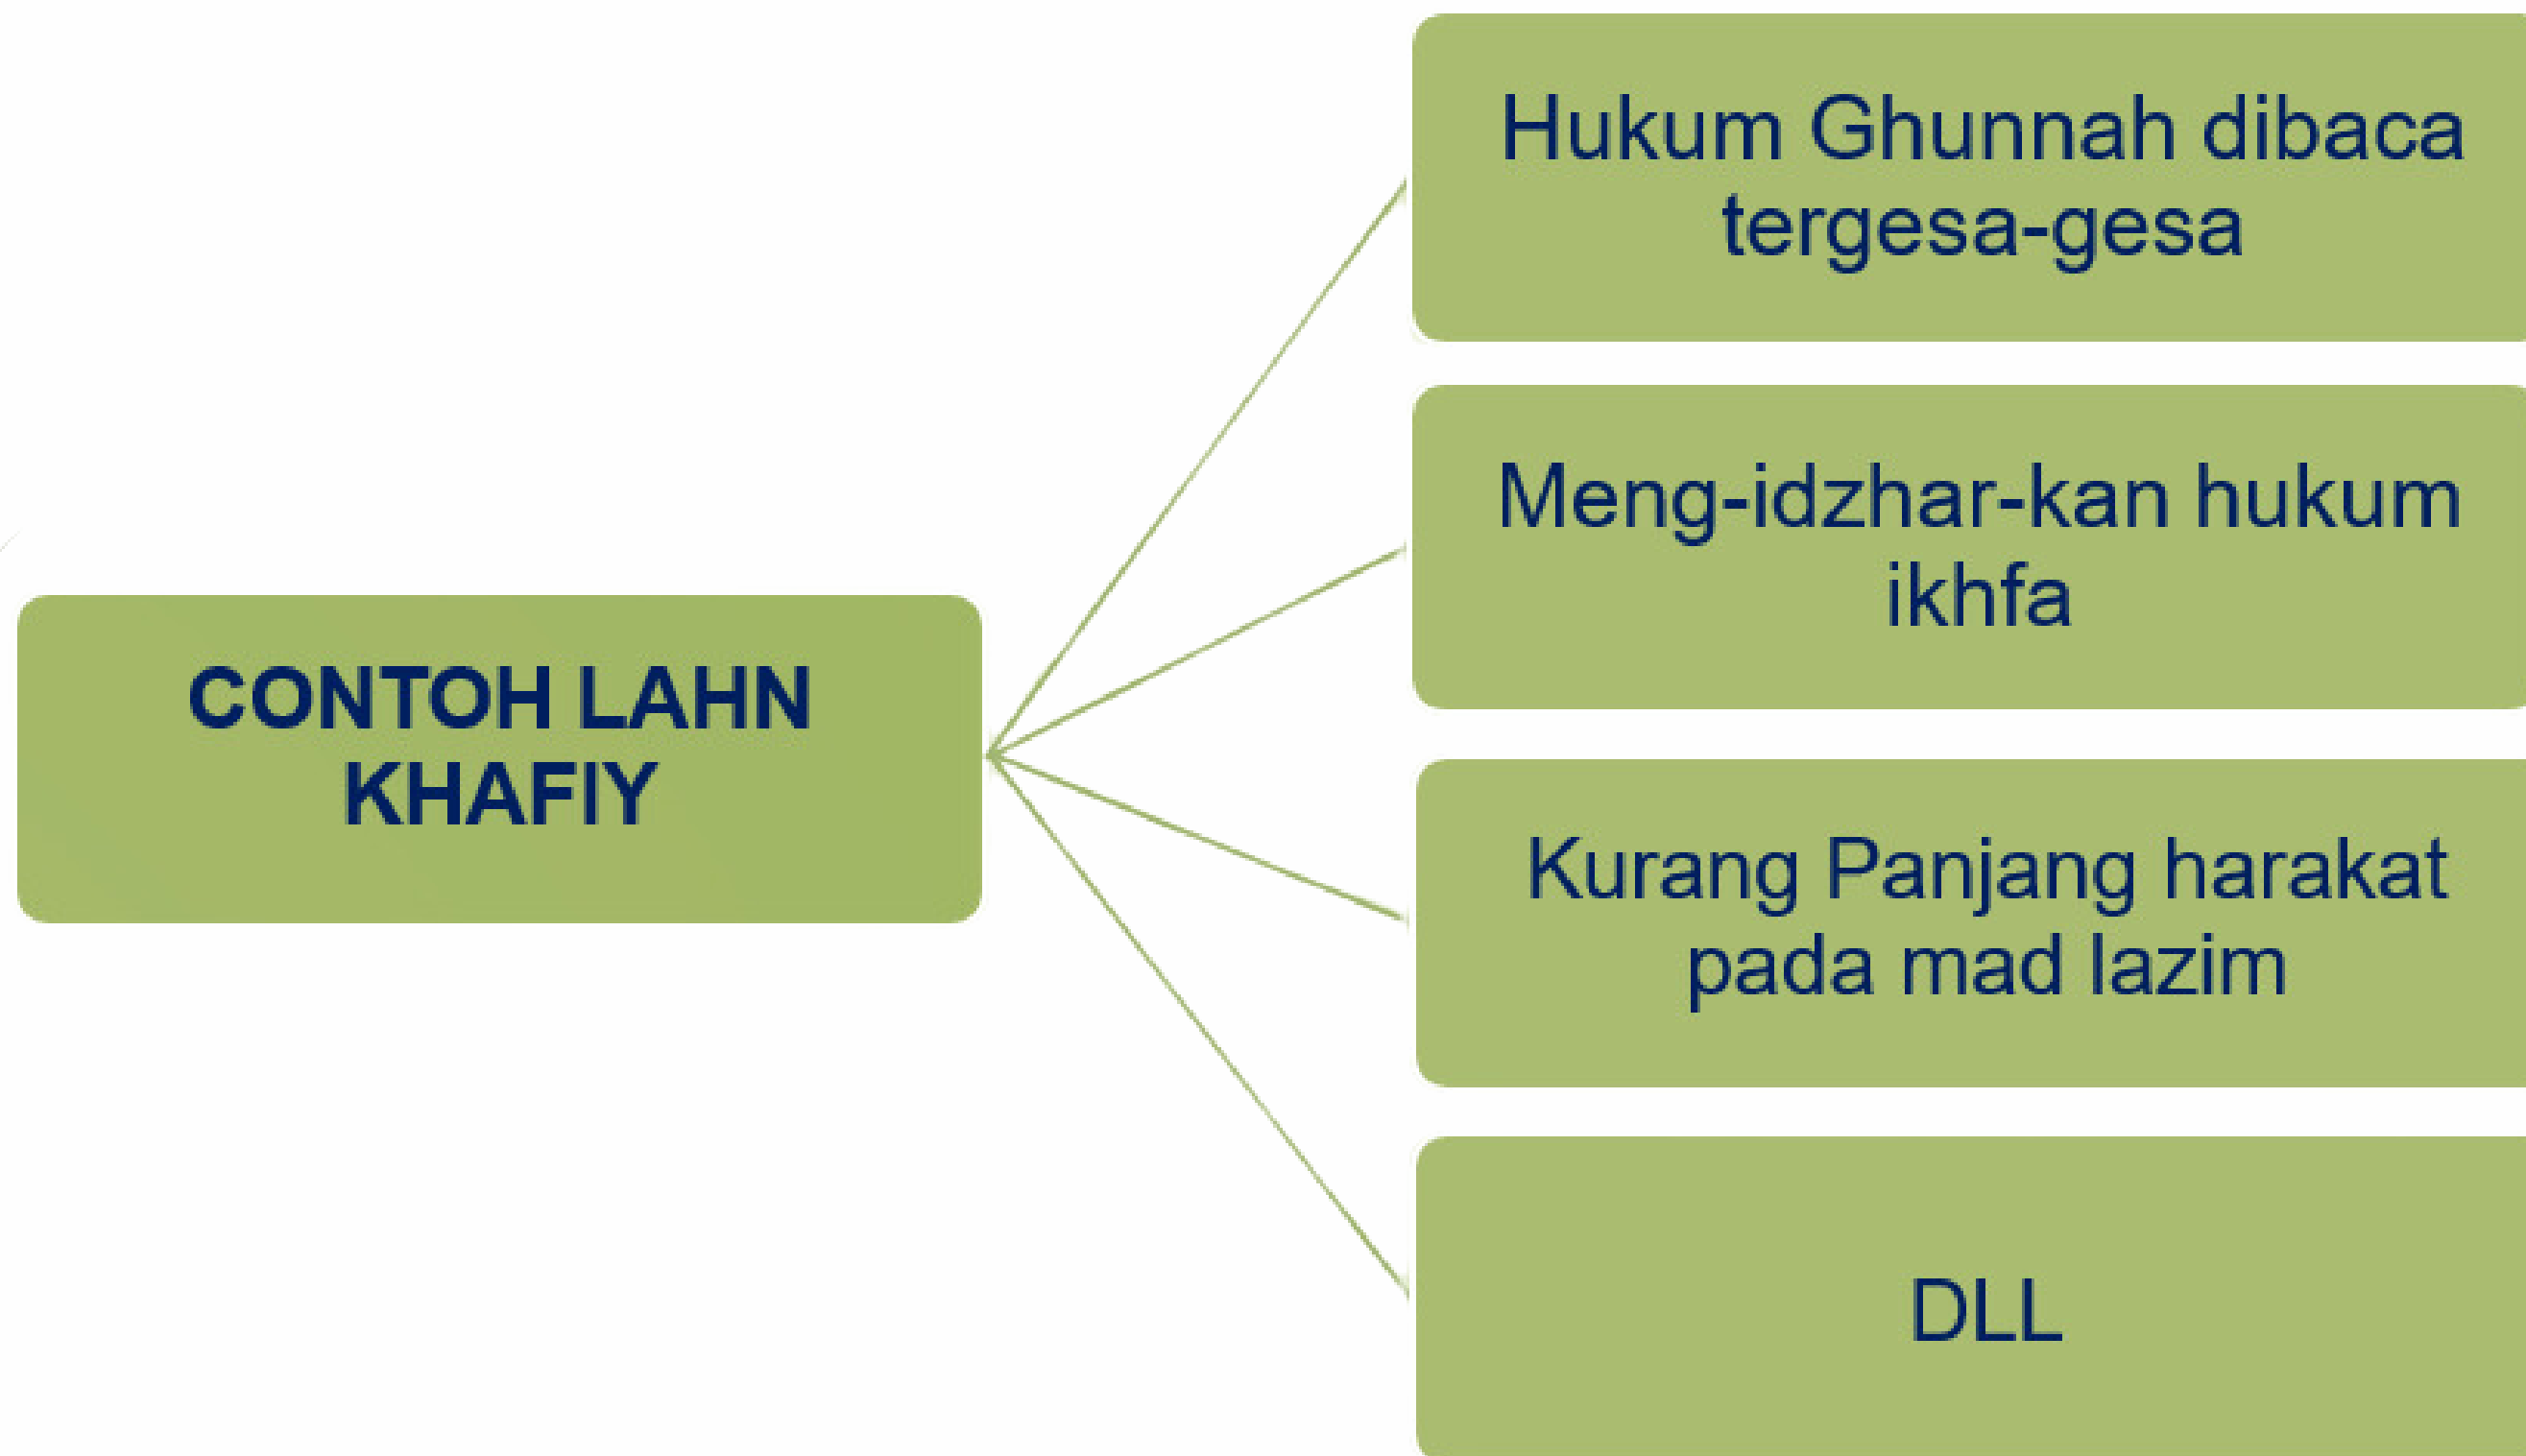 CONTOH LAHN
KHAFIY
Hukum Ghunnah dibaca
tergesa-gesa
Meng-idzhar-kan hukum
ikhfa
Kurang Panjang harakat
pada mad lazim
DLL